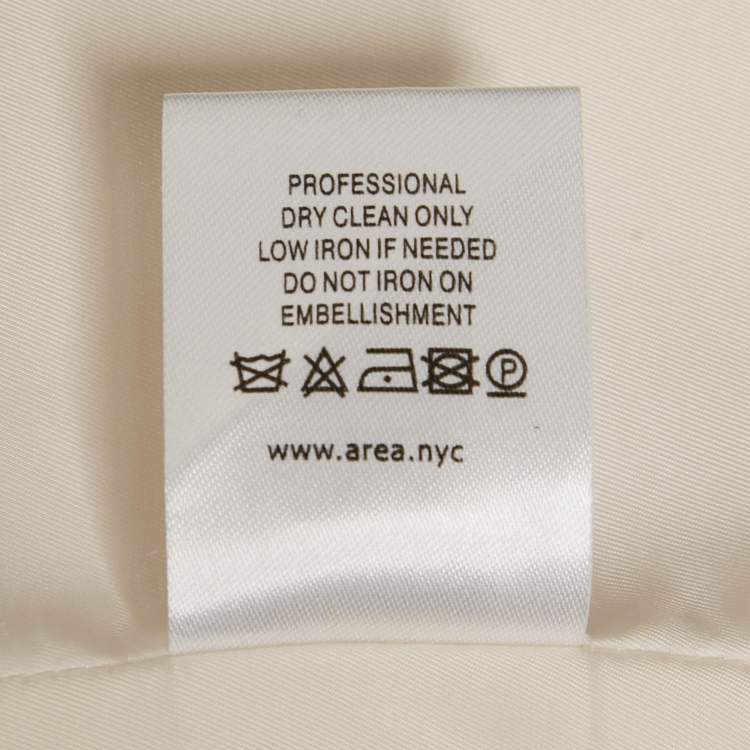 PROFESSIONAL
DRY CLEAN ONLY
LOW IRON IF NEEDED
DO NOT IRON ON
EMBELLISHMENT
P
www.area.nyc